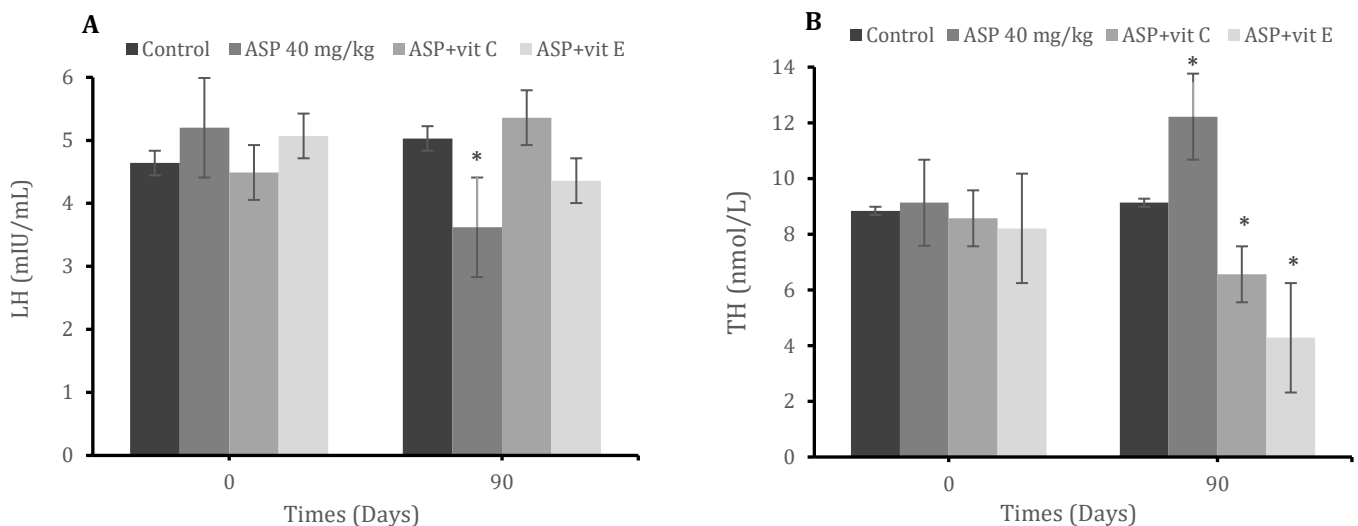 A
Control ASP 40 mg/kg ASP+vit C ASP+vit E
LH (mIU/mL)
6
5
4
3
2
1
0
*
0 90
Times (Days)
B
Control ASP 40 mg/kg ASP+vit C ASP+vit E
TH (nmol/L)
14
12
10
8
6
4
2
0
*
*
*
0 90
Times (Days)